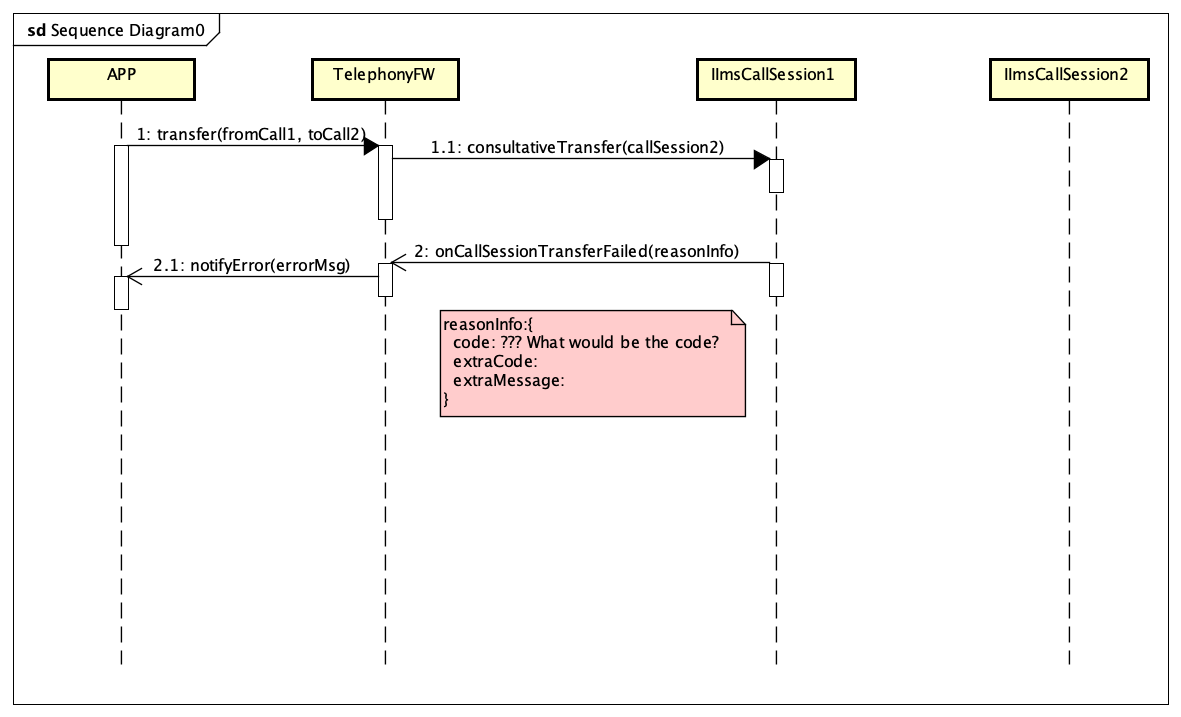 sd Sequence Diagram0
APP
TelephonyFW
IImsCallSession1
IImsCallSession2
1: transfer(fromCall1, toCall2)
1.1: consultativeTransfer(callSession2)
2: onCallSessionTransferFailed(reasonInfo)
2.1: notifyError(errorMsg)
reasonInfo:{
code: ??? What would be the code?
extraCode:
extraMessage:
}